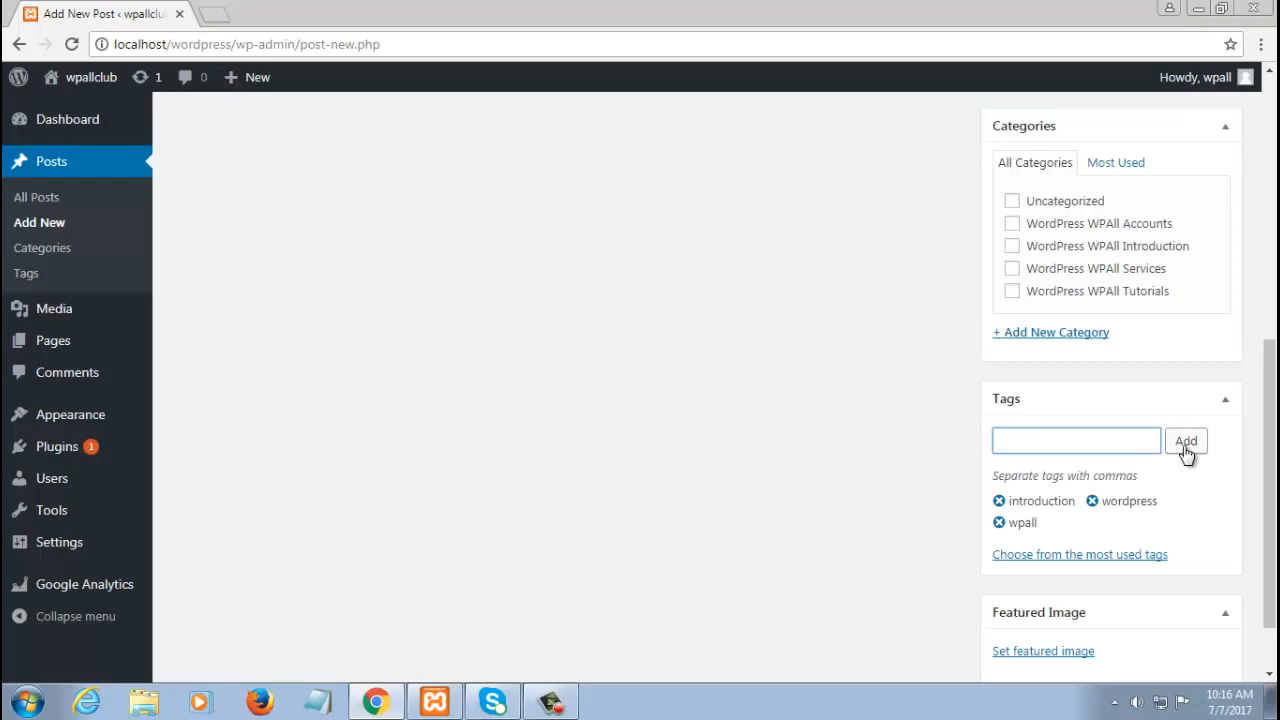 Add New Post ‹ wpallclu
localhost/wordpress/wp-admin/post-new.php
wpallclub 1 0 New Howdy, wpall
Dashboard
Posts
All Posts
Add New
Categories
Tags
Media
Pages
Comments
Appearance
Plugins 1
Users
Tools
Settings
Google Analytics
Collapse menu
Categories
All Categories Most Used
Uncategorized
WordPress WPAll Accounts
WordPress WPAll Introduction
WordPress WPAll Services
WordPress WPAll Tutorials
+ Add New Category
Tags
Add
Separate tags with commas
introduction wordpress
wpall
Choose from the most used tags
Featured Image
Set featured image
10:16 AM
7/7/2017